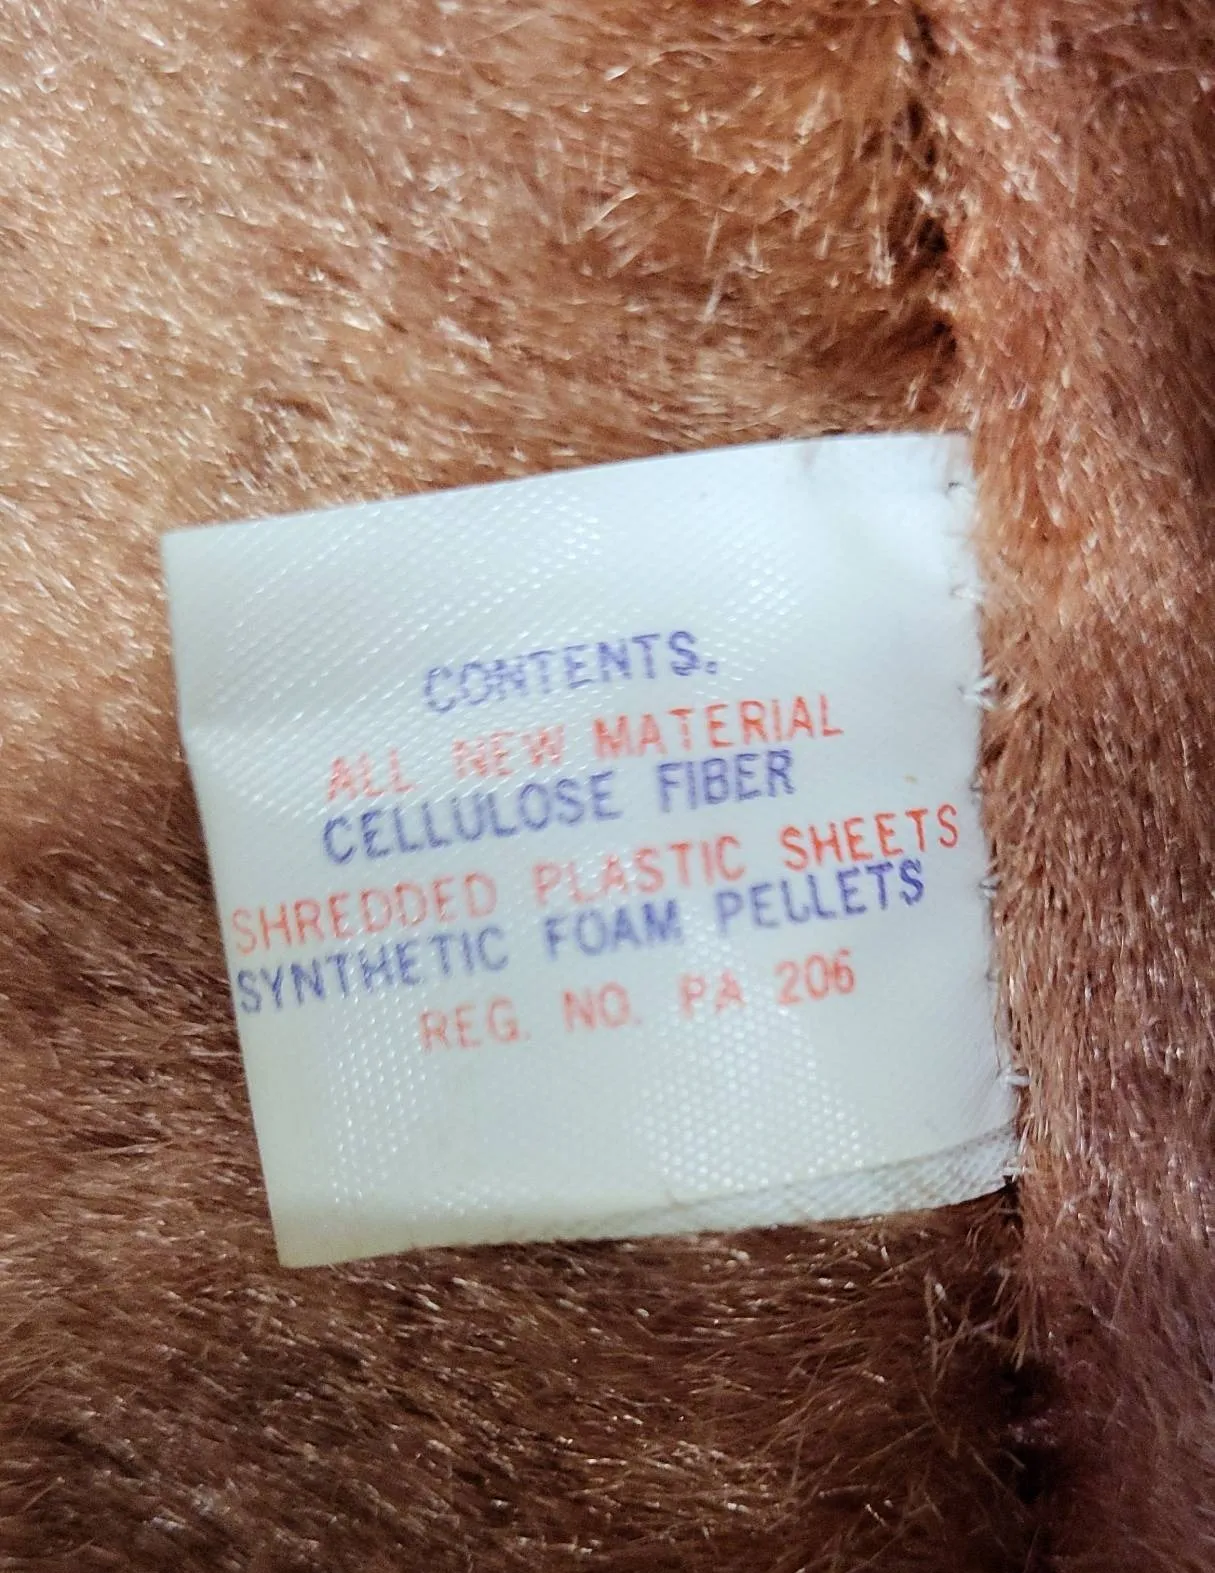 CONTENTS.
ALL NEW MATERIAL
CELLULOSE FIBER
SHREDDED PLASTIC SHEETS
SYNTHETIC FOAM PELLETS
REG. NO. PA 206